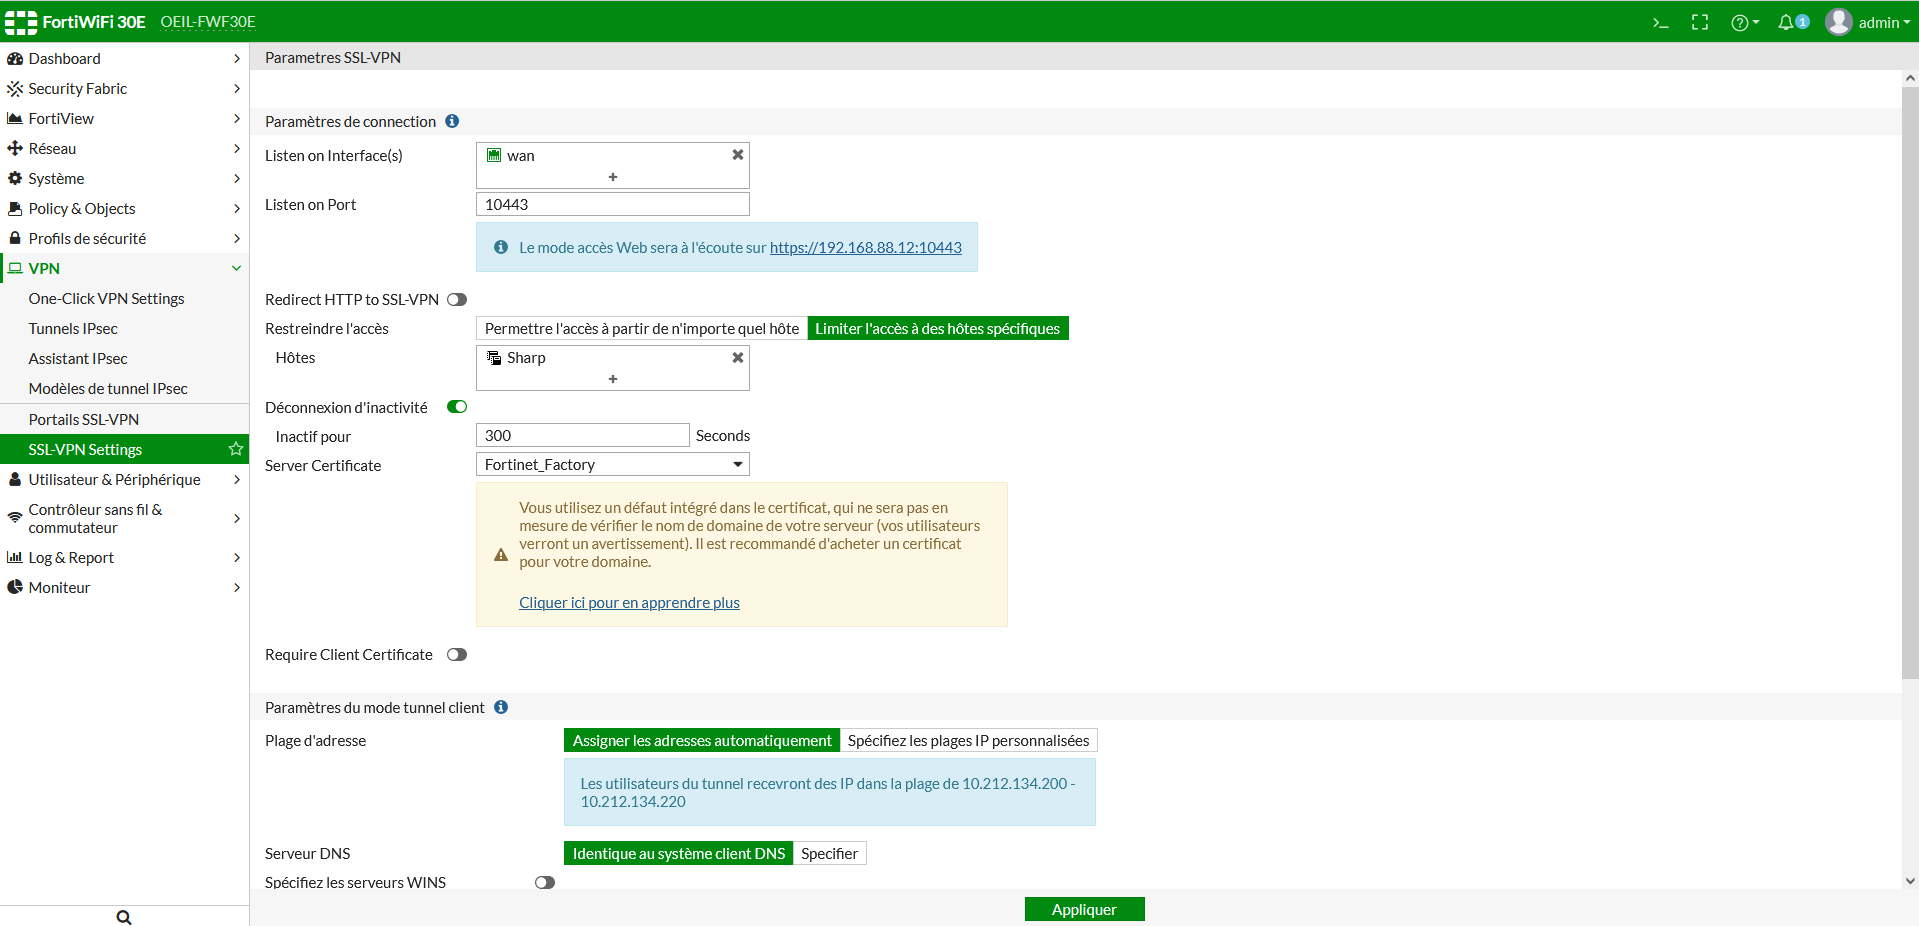 FortiWiFi 30E OEIL-FWF30E
1 admin
Dashboard
Security Fabric
FortiView
Réseau
Système
Policy & Objects
Profils de sécurité
VPN
One-Click VPN Settings
Tunnels IPsec
Assistant IPsec
Modèles de tunnel IPsec
Portails SSL-VPN
SSL-VPN Settings
Utilisateur & Périphérique
Contrôleur sans fil &
commutateur
Log & Report
Moniteur
Parametres SSL-VPN
Paramètres de connection
Listen on Interface(s) wan
Listen on Port 10443
Le mode accès Web sera à l'écoute sur https://192.168.88.12:10443
Redirect HTTP to SSL-VPN
Restreindre l'accès Permettre l'accès à partir de n'importe quel hôte Limiter l'accès à des hôtes spécifiques
Hôtes Sharp
Déconnexion d'inactivité
Inactif pour 300 Seconds
Server Certificate Fortinet_Factory
Vous utilisez un défaut intégré dans le certificat, qui ne sera pas en
mesure de vérifier le nom de domaine de votre serveur (vos utilisateurs
verront un avertissement). Il est recommandé d'acheter un certificat
pour votre domaine.
Cliquer ici pour en apprendre plus
Require Client Certificate
Paramètres du mode tunnel client
Plage d'adresse Assigner les adresses automatiquement Spécifiez les plages IP personnalisées
Les utilisateurs du tunnel recevront des IP dans la plage de 10.212.134.200 -
10.212.134.220
Serveur DNS Identique au système client DNS Specifier
Spécifiez les serveurs WINS
Appliquer